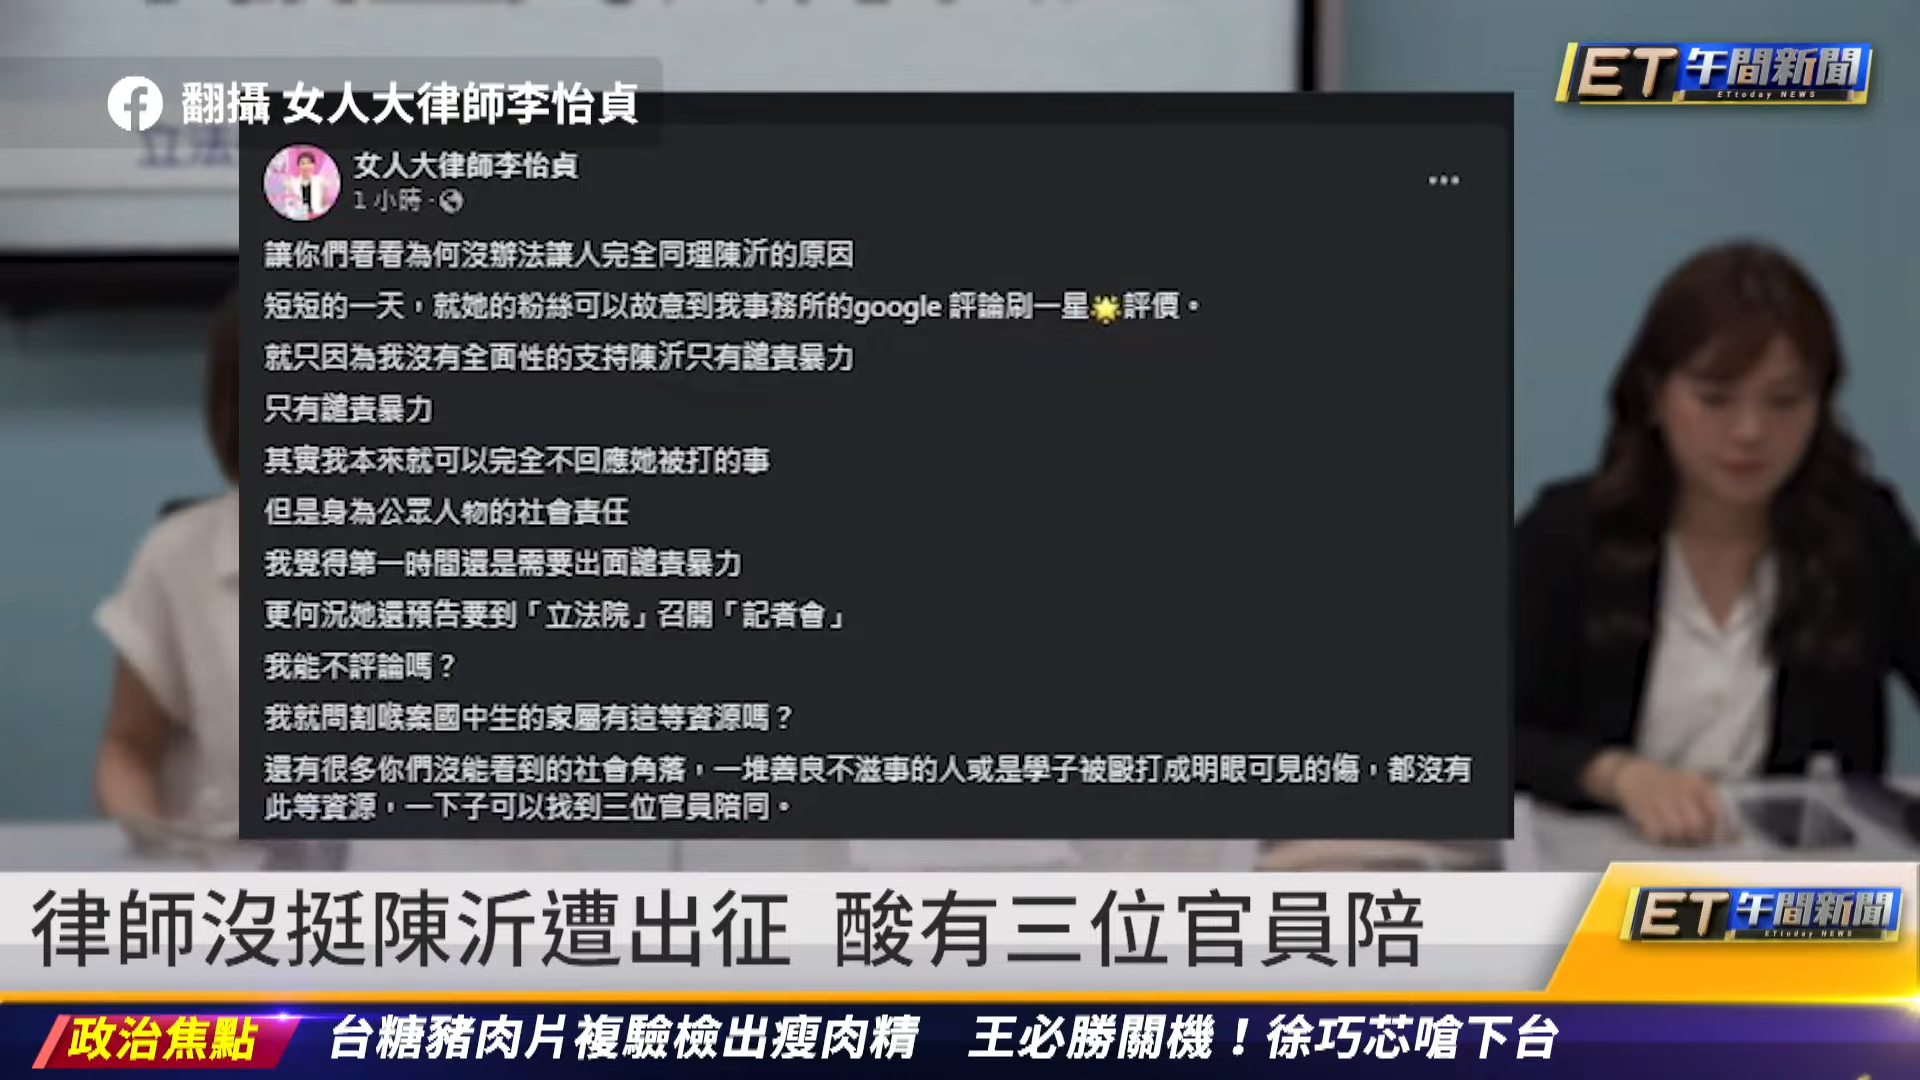 翻攝 女人大律師李怡貞
ET 午間新聞
ETtoday NEWS
女人大律師李怡貞
1 小時
讓你們看看為何沒辦法讓人完全同理陳沂的原因
短短的一天，就她的粉絲可以故意到我事務所的google 評論刷一星🌟評價。
就只因為我沒有全面性的支持陳沂只有譴責暴力
只有譴責暴力
其實我本來就可以完全不回應她被打的事
但是身為公眾人物的社會責任
我覺得第一時間還是需要出面譴責暴力
更何況她還預告要到「立法院」召開「記者會」
我能不評論嗎？
我就問割喉案國中生的家屬有這等資源嗎？
還有很多你們沒能看到的社會角落，一堆善良不滋事的人或是學子被毆打成明眼可見的傷，都沒有
此等資源，一下子可以找到三位官員陪同。
律師沒挺陳沂遭出征 酸有三位官員陪
ET 午間新聞
ETtoday NEWS
政治焦點 台糖豬肉片複驗檢出瘦肉精 王必勝關機！徐巧芯嗆下台